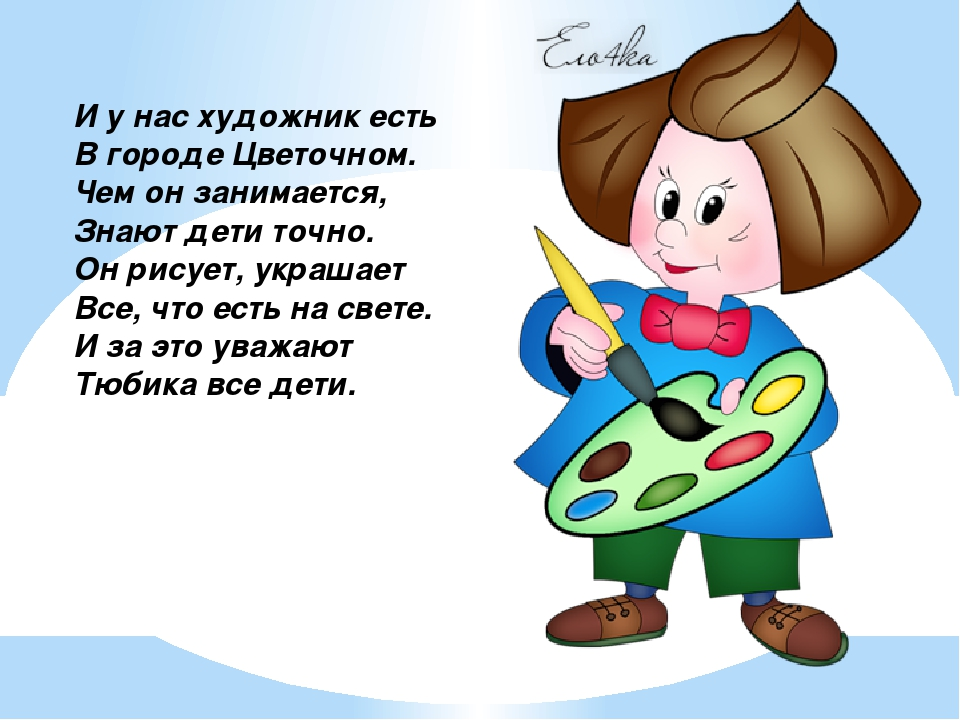 Ело4ka
И у нас художник есть
В городе Цветочном.
Чем он занимается,
Знают дети точно.
Он рисует, украшает
Все, что есть на свете.
И за это уважают
Тюбика все дети.